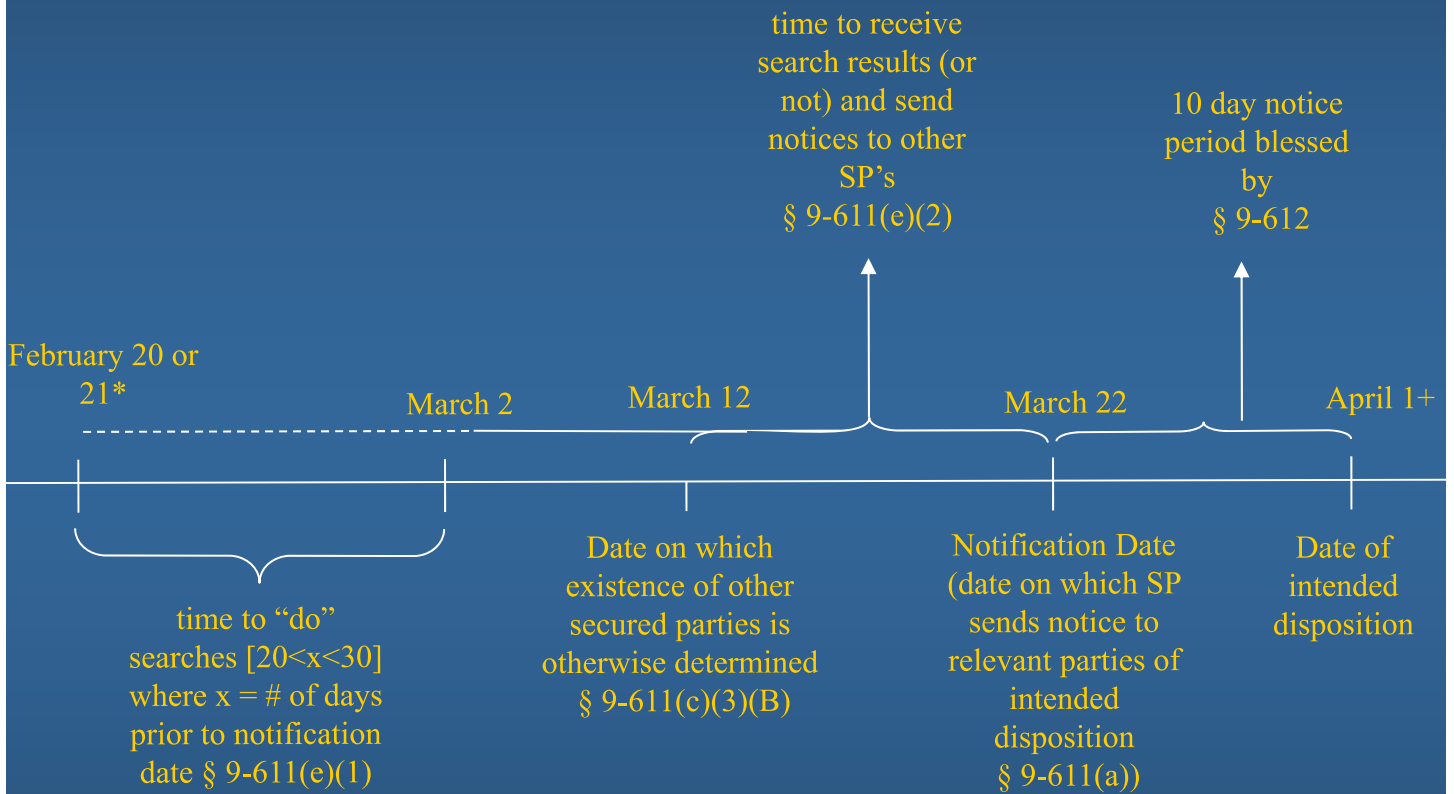 time to receive
search results (or
not) and send
notices to other
SP’s
§ 9-611(e)(2)
10 day notice
period blessed
by
§ 9-612
February 20 or
21*
March 2
March 12
March 22
April 1+
time to “do”
searches [20<x<30]
where x = # of days
prior to notification
date § 9-611(e)(1)
Date on which
existence of other
secured parties is
otherwise determined
§ 9-611(c)(3)(B)
Notification Date
(date on which SP
sends notice to
relevant parties of
intended
disposition
§ 9-611(a))
Date of
intended
disposition